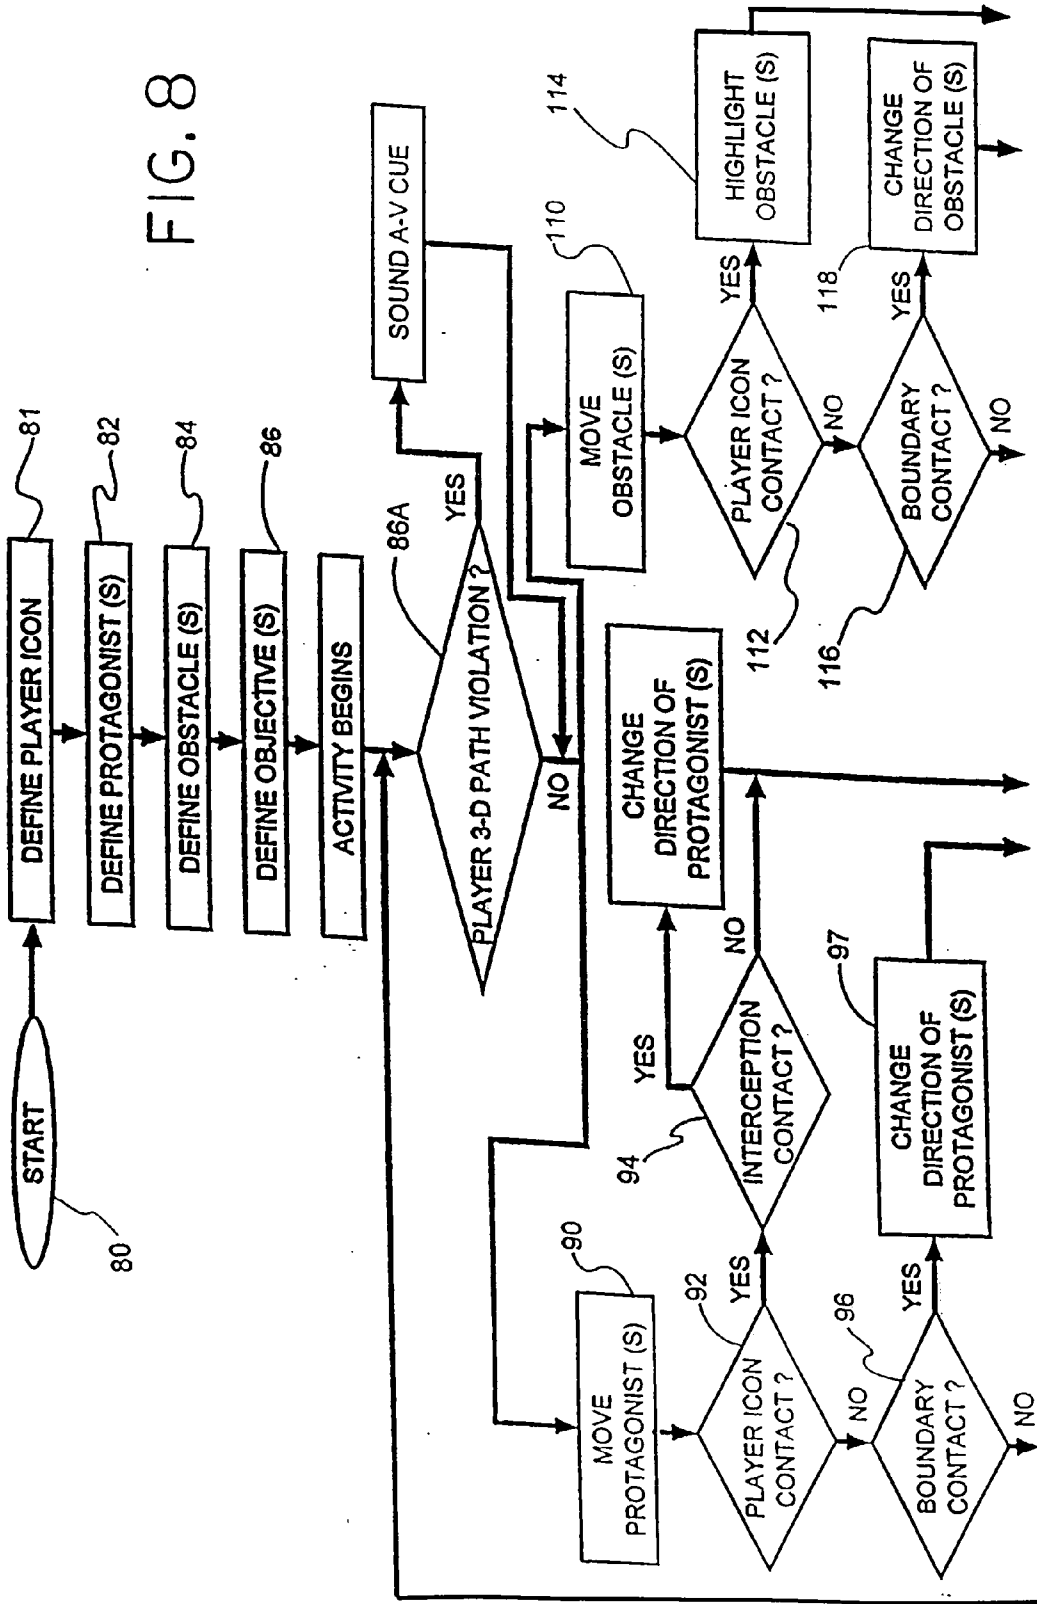 FIG. 8
START
80
DEFINE PLAYER ICON
81
DEFINE PROTAGONIST (S)
82
DEFINE OBSTACLE (S)
84
DEFINE OBJECTIVE (S)
86
ACTIVITY BEGINS
PLAYER 3-D PATH VIOLATION ?
86A
YES
NO
SOUND A-V CUE
MOVE
PROTAGONIST (S)
90
PLAYER ICON
CONTACT ?
92
YES
NO
INTERCEPTION
CONTACT ?
94
YES
NO
CHANGE
DIRECTION OF
PROTAGONIST (S)
BOUNDARY
CONTACT ?
96
YES
NO
CHANGE
DIRECTION OF
PROTAGONIST (S)
97
MOVE
OBSTACLE (S)
110
PLAYER ICON
CONTACT ?
112
YES
NO
HIGHLIGHT
OBSTACLE (S)
114
BOUNDARY
CONTACT ?
116
YES
NO
CHANGE
DIRECTION OF
OBSTACLE (S)
118